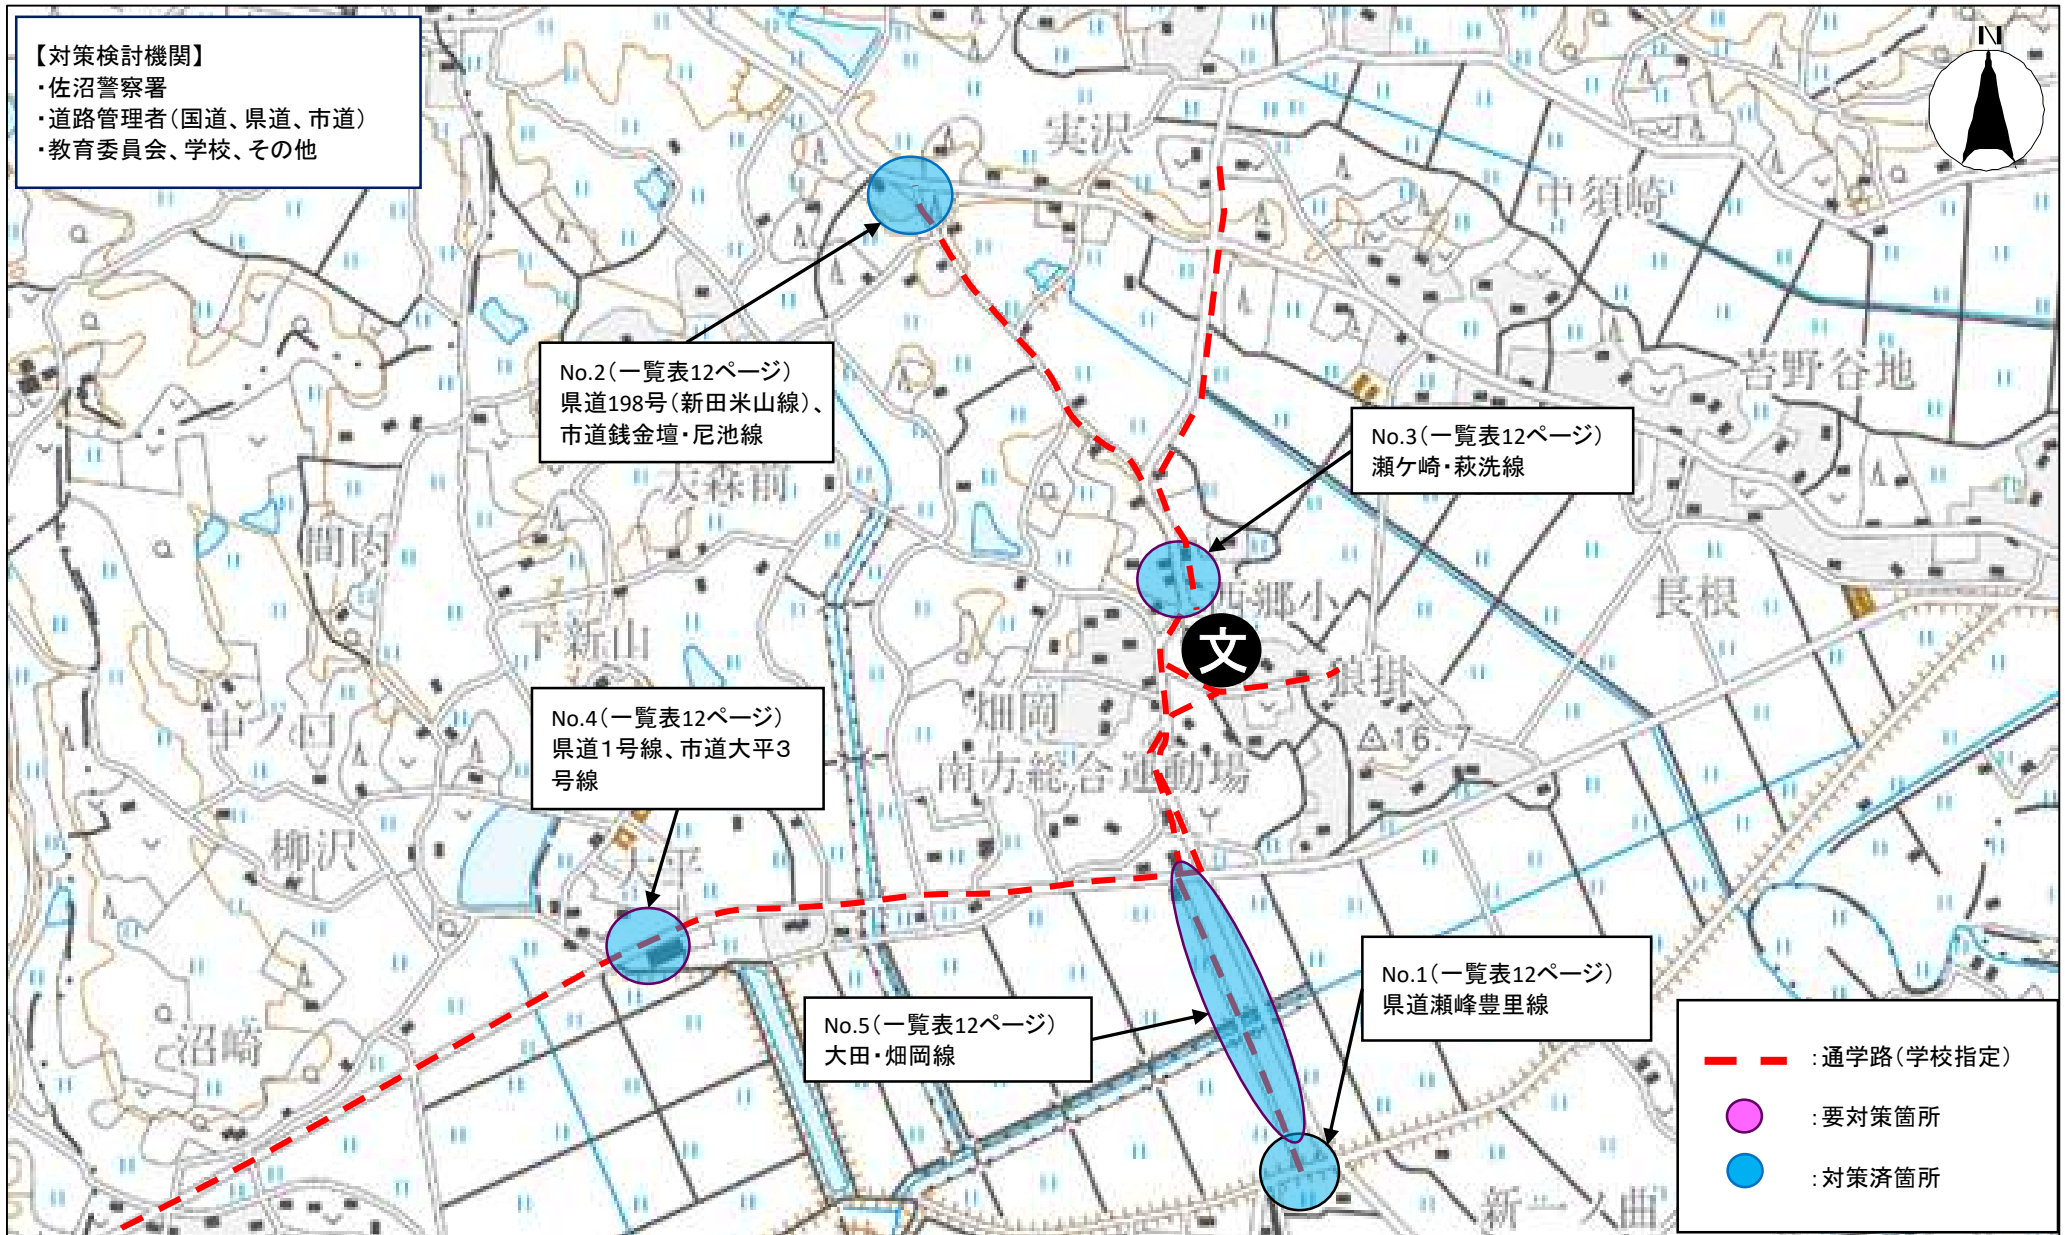 【対策検討機関】
・佐沼警察署
・道路管理者(国道、県道、市道)
・教育委員会、学校、その他
N
実沢
中須崎
No.2(一覧表12ページ)
県道198号(新田米山線)、
市道銭金壇・尼池線
苔野谷地
No.3(一覧表12ページ)
瀬ケ崎・萩洗線
大森前
間内
西郷小
長根
下新山
文
狼掛
No.4(一覧表12ページ)
県道1号線、市道大平3
号線
中ノ口
畑岡
16.7
南方総合運動場
柳沢
大平
No.1(一覧表12ページ)
県道瀬峰豊里線
No.5(一覧表12ページ)
大田・畑岡線
沼崎
:通学路(学校指定)
:要対策箇所
:対策済箇所
新一ノ曲